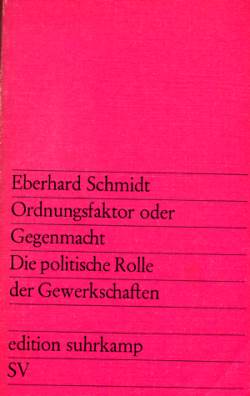 Eberhard Schmidt
Ordnungsfaktor oder
Gegenmacht
Die politische Rolle
der Gewerkschaften
edition suhrkamp
SV